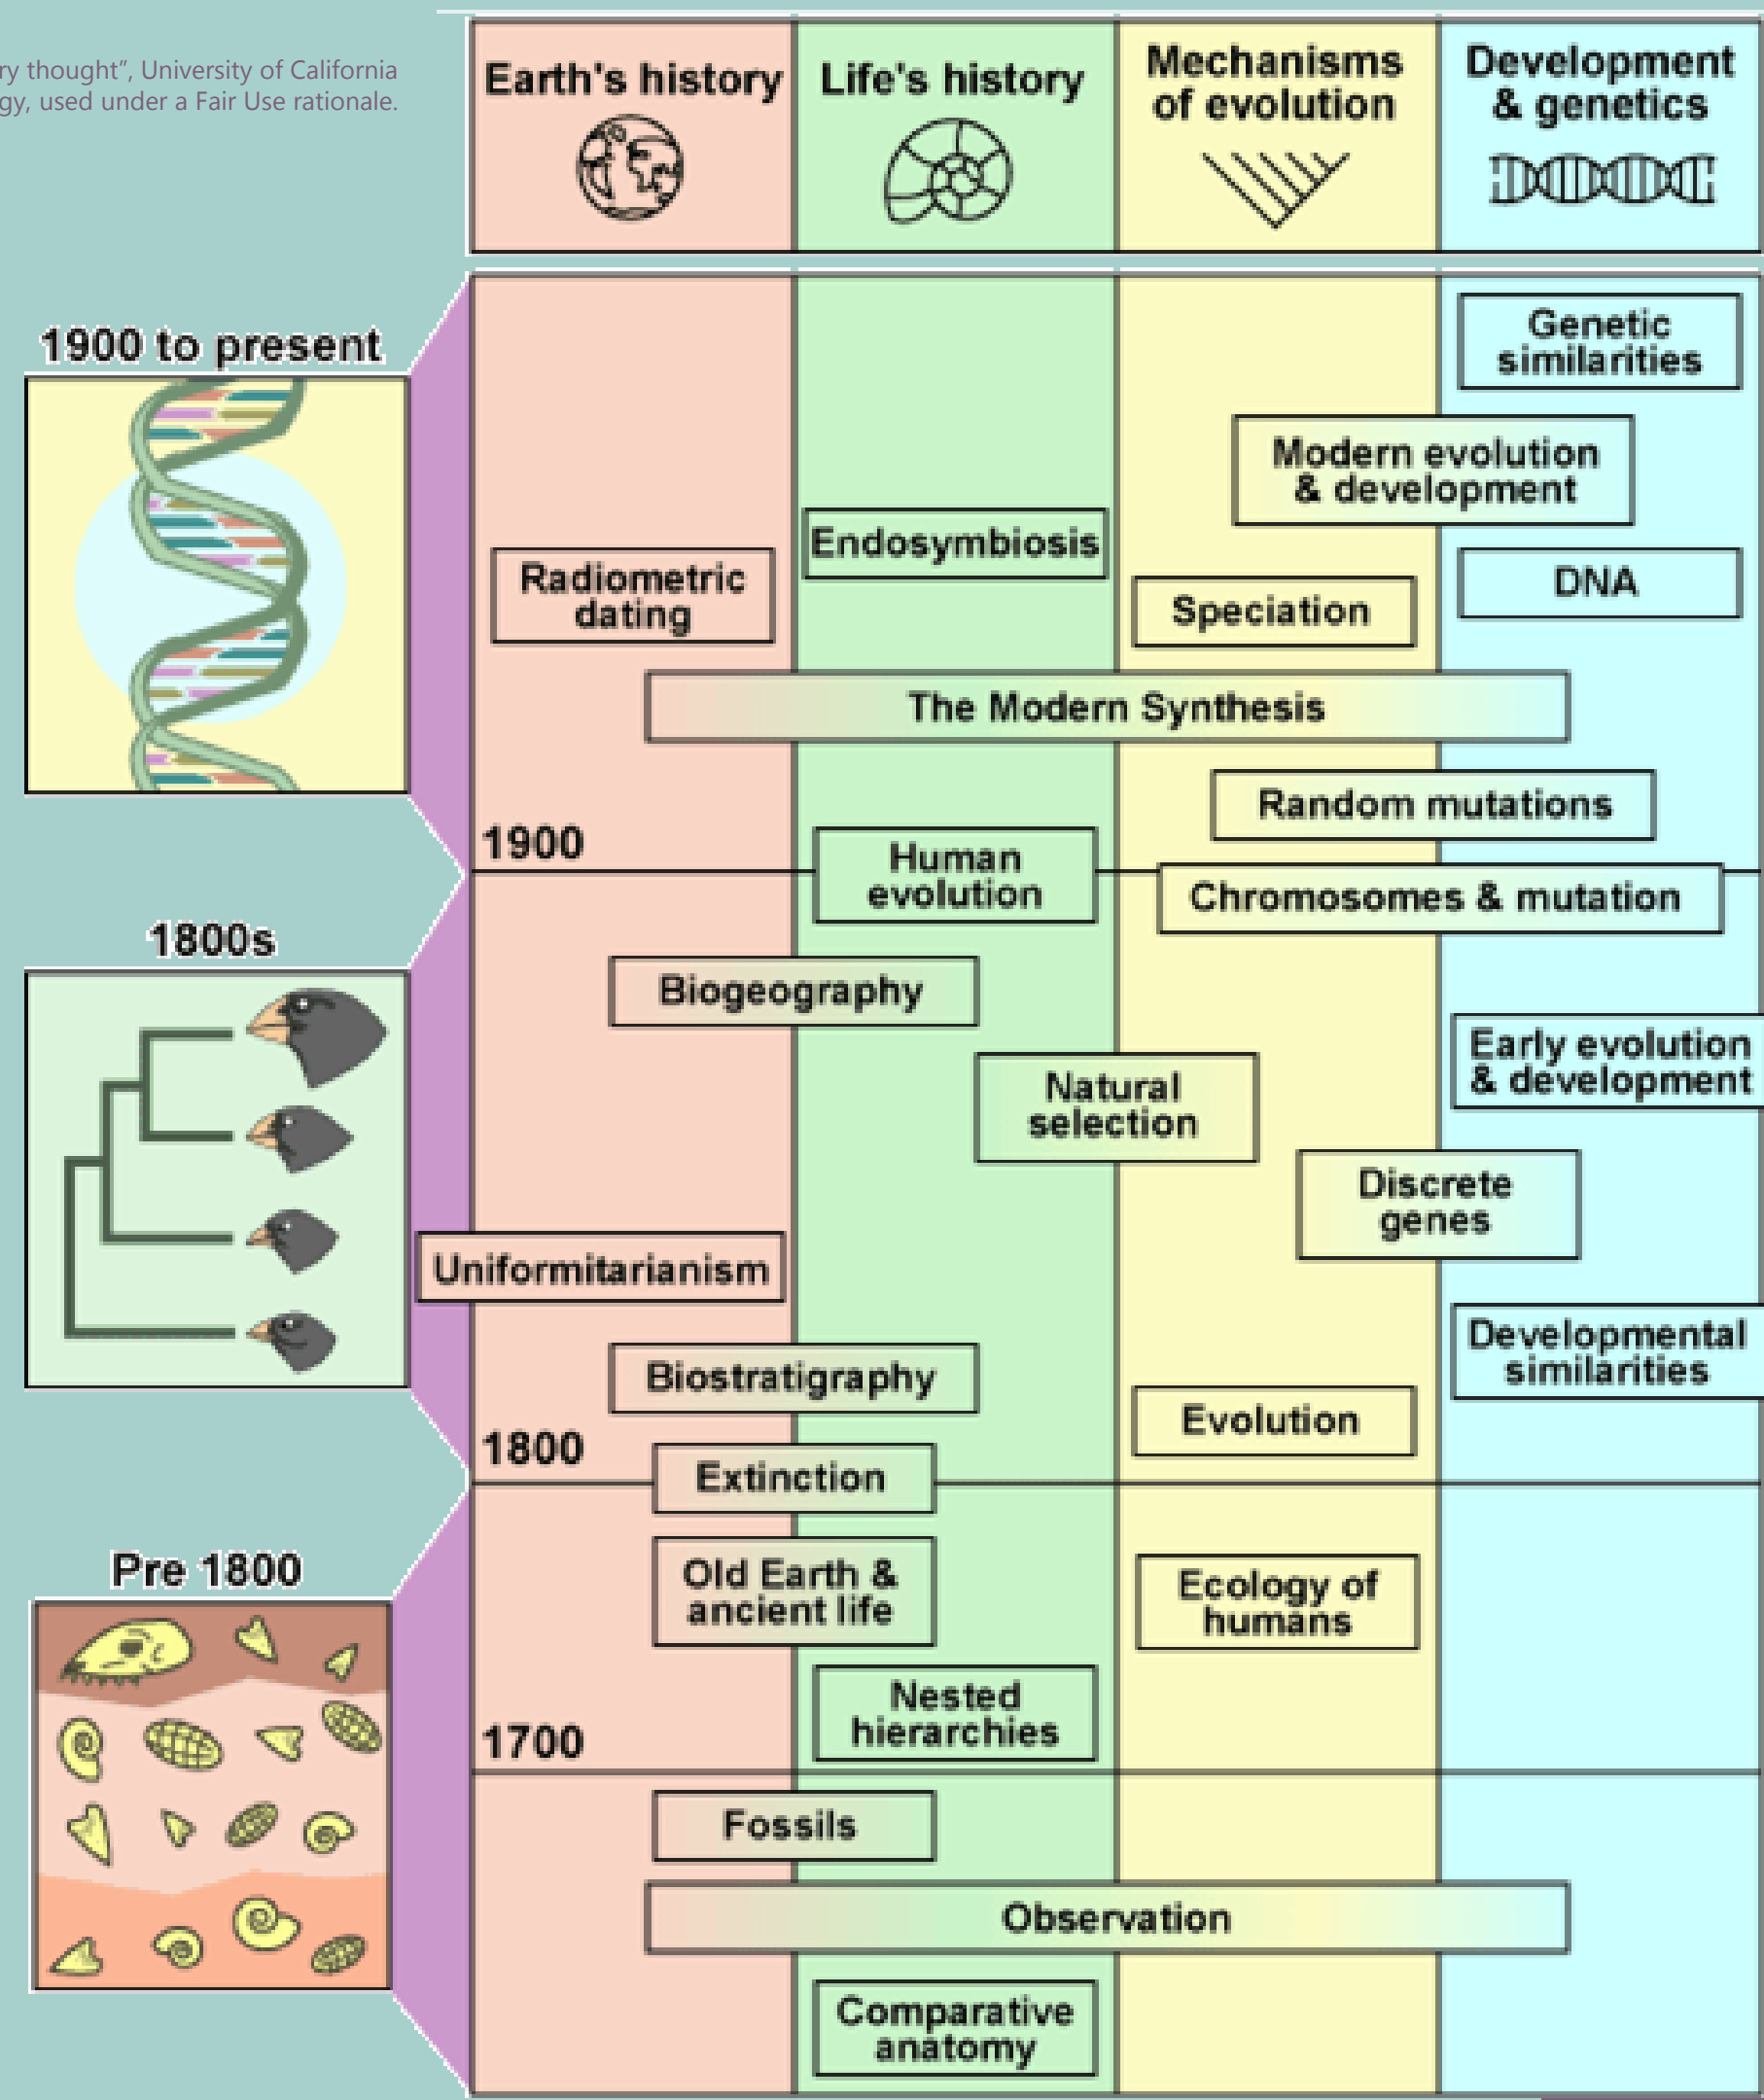 ry thought”, University of California
gy, used under a Fair Use rationale.
Earth's history
Life's history
Mechanisms
of evolution
Development
& genetics
1900 to present
Genetic
similarities
Modern evolution
& development
Endosymbiosis
Radiometric
dating
DNA
Speciation
The Modern Synthesis
Random mutations
1900
Human
evolution
Chromosomes & mutation
1800s
Biogeography
Early evolution
& development
Natural
selection
Discrete
genes
Uniformitarianism
Developmental
similarities
Biostratigraphy
Evolution
1800
Extinction
Pre 1800
Old Earth &
ancient life
Ecology of
humans
Nested
hierarchies
1700
Fossils
Observation
Comparative
anatomy